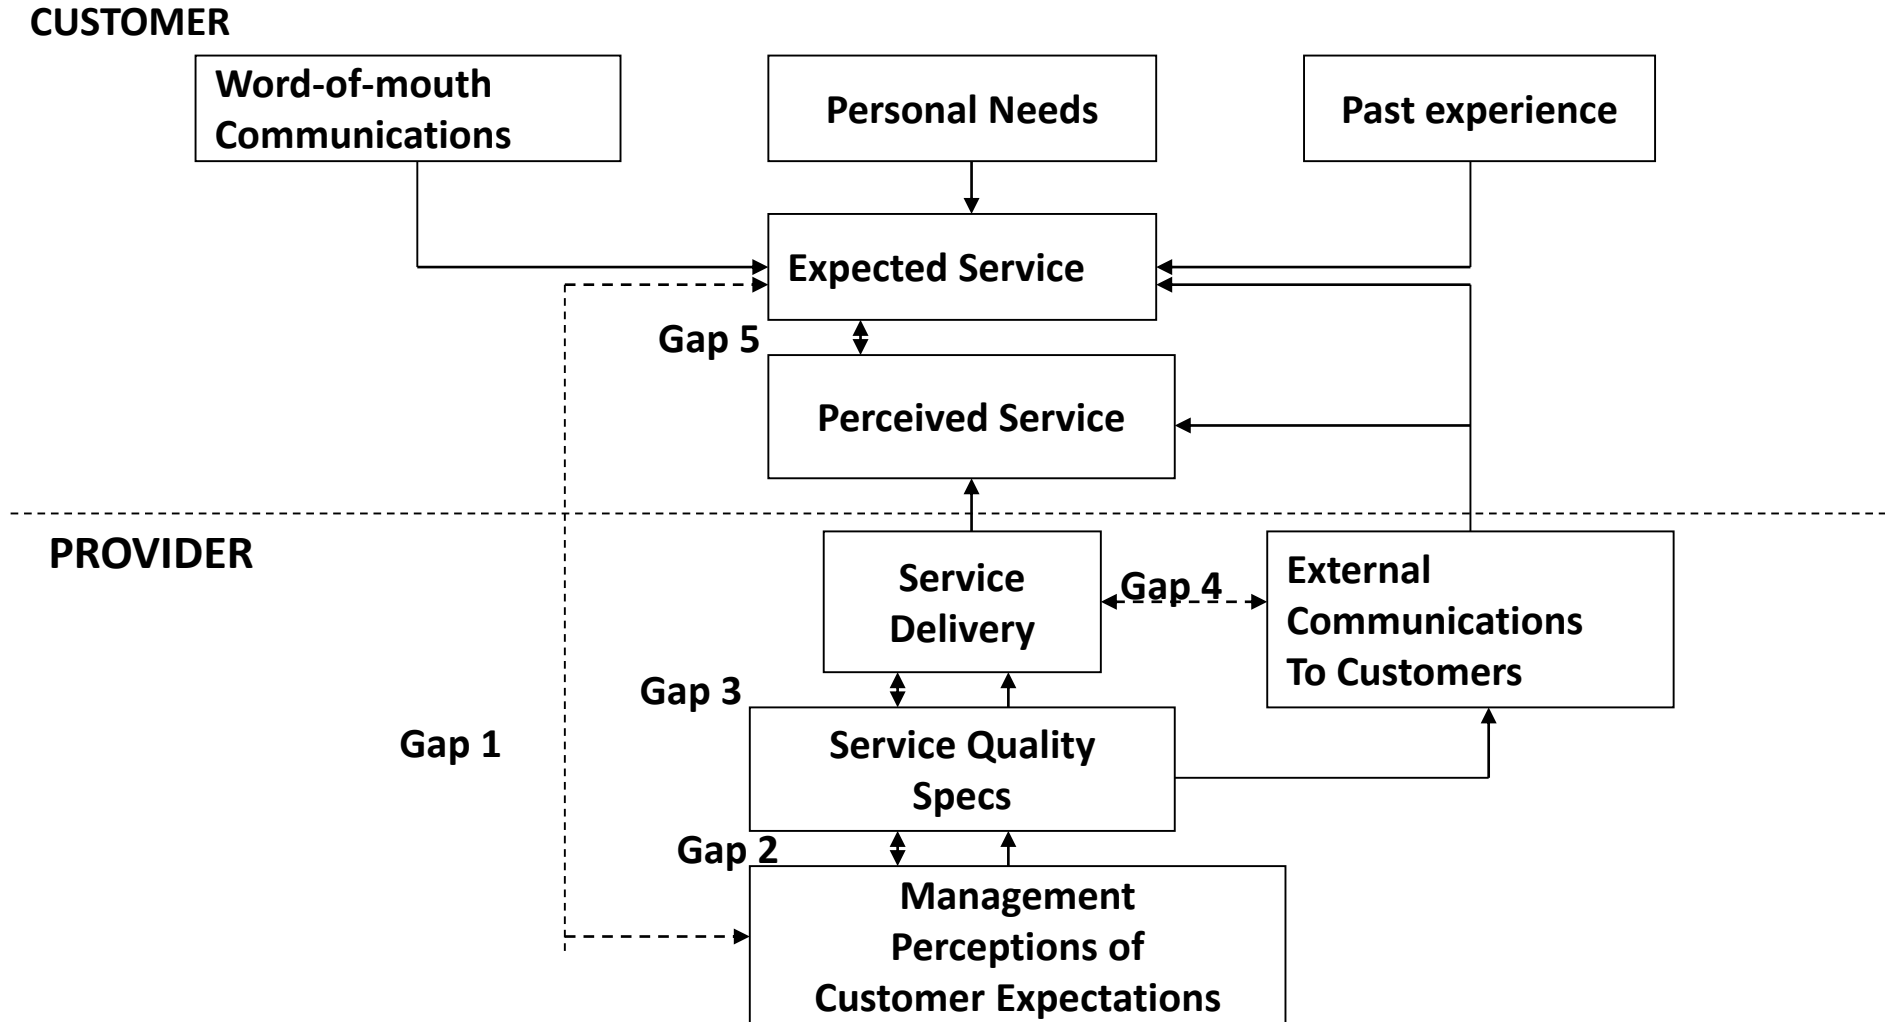 CUSTOMER
Word-of-mouth
Communications
Personal Needs
Past experience
Expected Service
Gap 5
Perceived Service
PROVIDER
Service
Delivery
Gap 4
External
Communications
To Customers
Gap 3
Gap 1
Service Quality
Specs
Gap 2
Management
Perceptions of
Customer Expectations